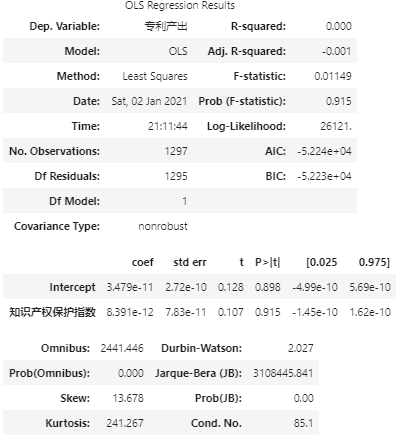 OLS Regression Results
Dep. Variable: 专利产出 R-squared: 0.000
Model: OLS Adj. R-squared: -0.001
Method: Least Squares F-statistic: 0.01149
Date: Sat, 02 Jan 2021 Prob (F-statistic): 0.915
Time: 21:11:44 Log-Likelihood: 26121.
No. Observations: 1297 AIC: -5.224e+04
Df Residuals: 1295 BIC: -5.223e+04
Df Model: 1
Covariance Type: nonrobust
coef std err t P>|t| [0.025 0.975]
Intercept 3.479e-11 2.72e-10 0.128 0.898 -4.99e-10 5.69e-10
知识产权保护指数 8.391e-12 7.83e-11 0.107 0.915 -1.45e-10 1.62e-10
Omnibus: 2441.446 Durbin-Watson: 2.027
Prob(Omnibus): 0.000 Jarque-Bera (JB): 3108445.841
Skew: 13.678 Prob(JB): 0.00
Kurtosis: 241.267 Cond. No. 85.1